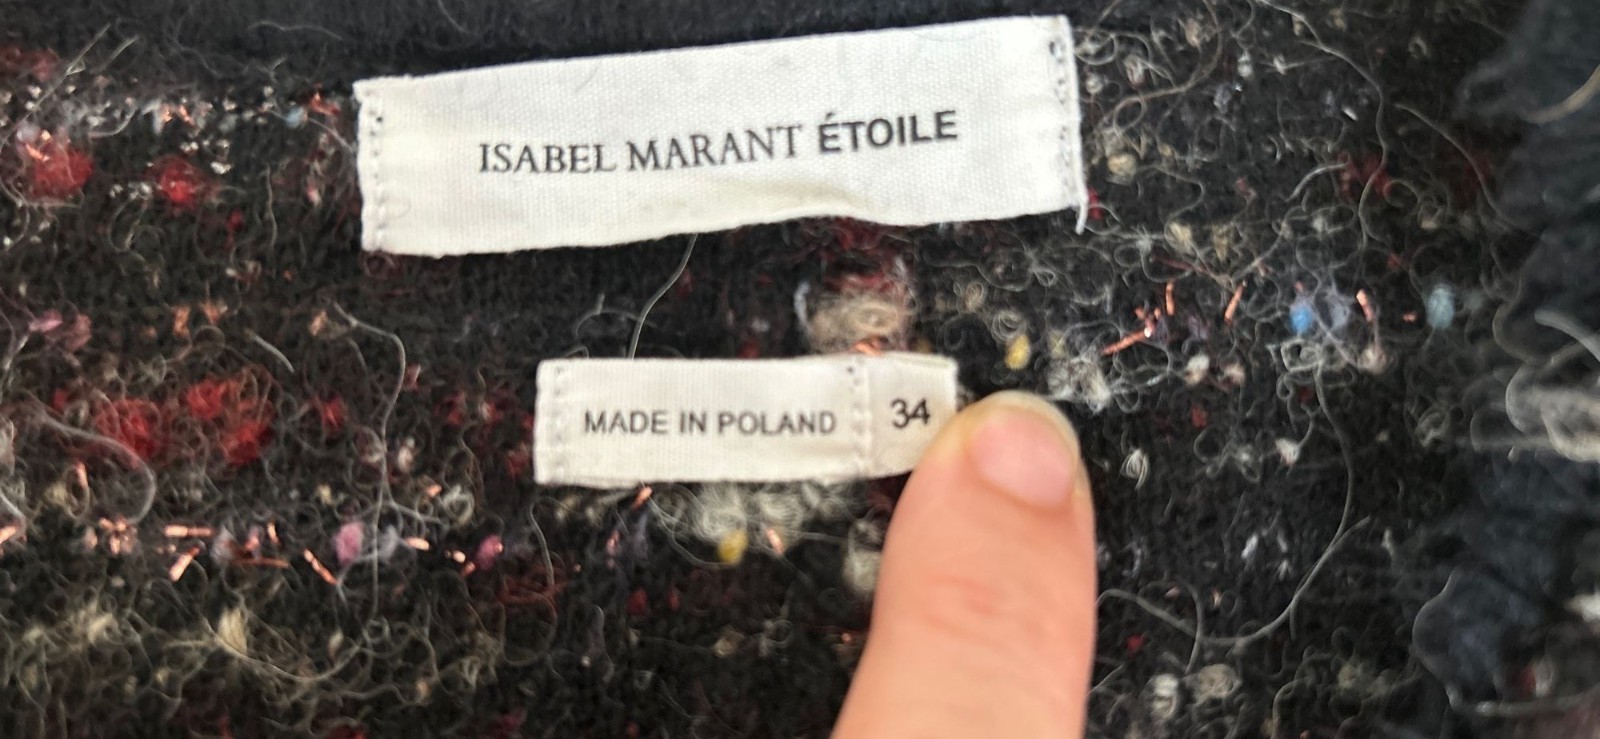 ISABEL MARANT ÉTOILE
MADE IN POLAND 34